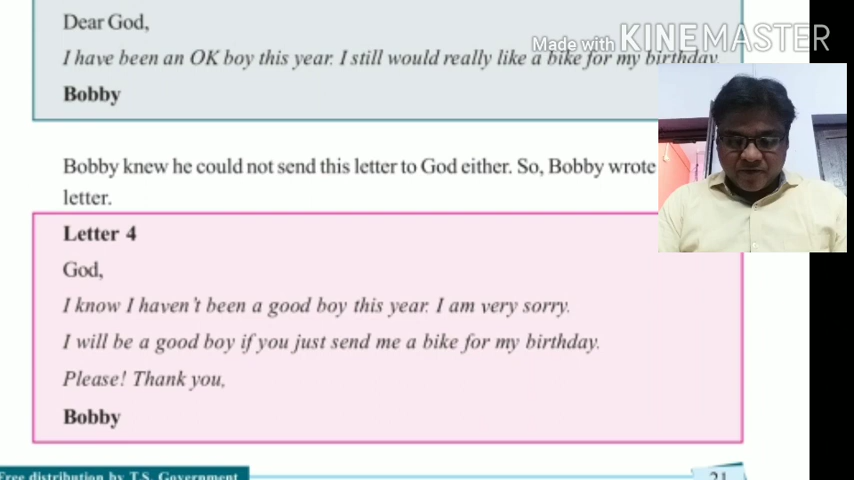 Dear God,
Made with KINEMASTER
I have been an OK boy this year. I still would really like a bike for my birthday
Bobby
Bobby knew he could not send this letter to God either. So, Bobby wrote
letter.
Letter 4
God,
I know I haven't been a good boy this year. I am very sorry.
I will be a good boy if you just send me a bike for my birthday.
Please! Thank you,
Bobby
Free distribution by T.S. Government
21